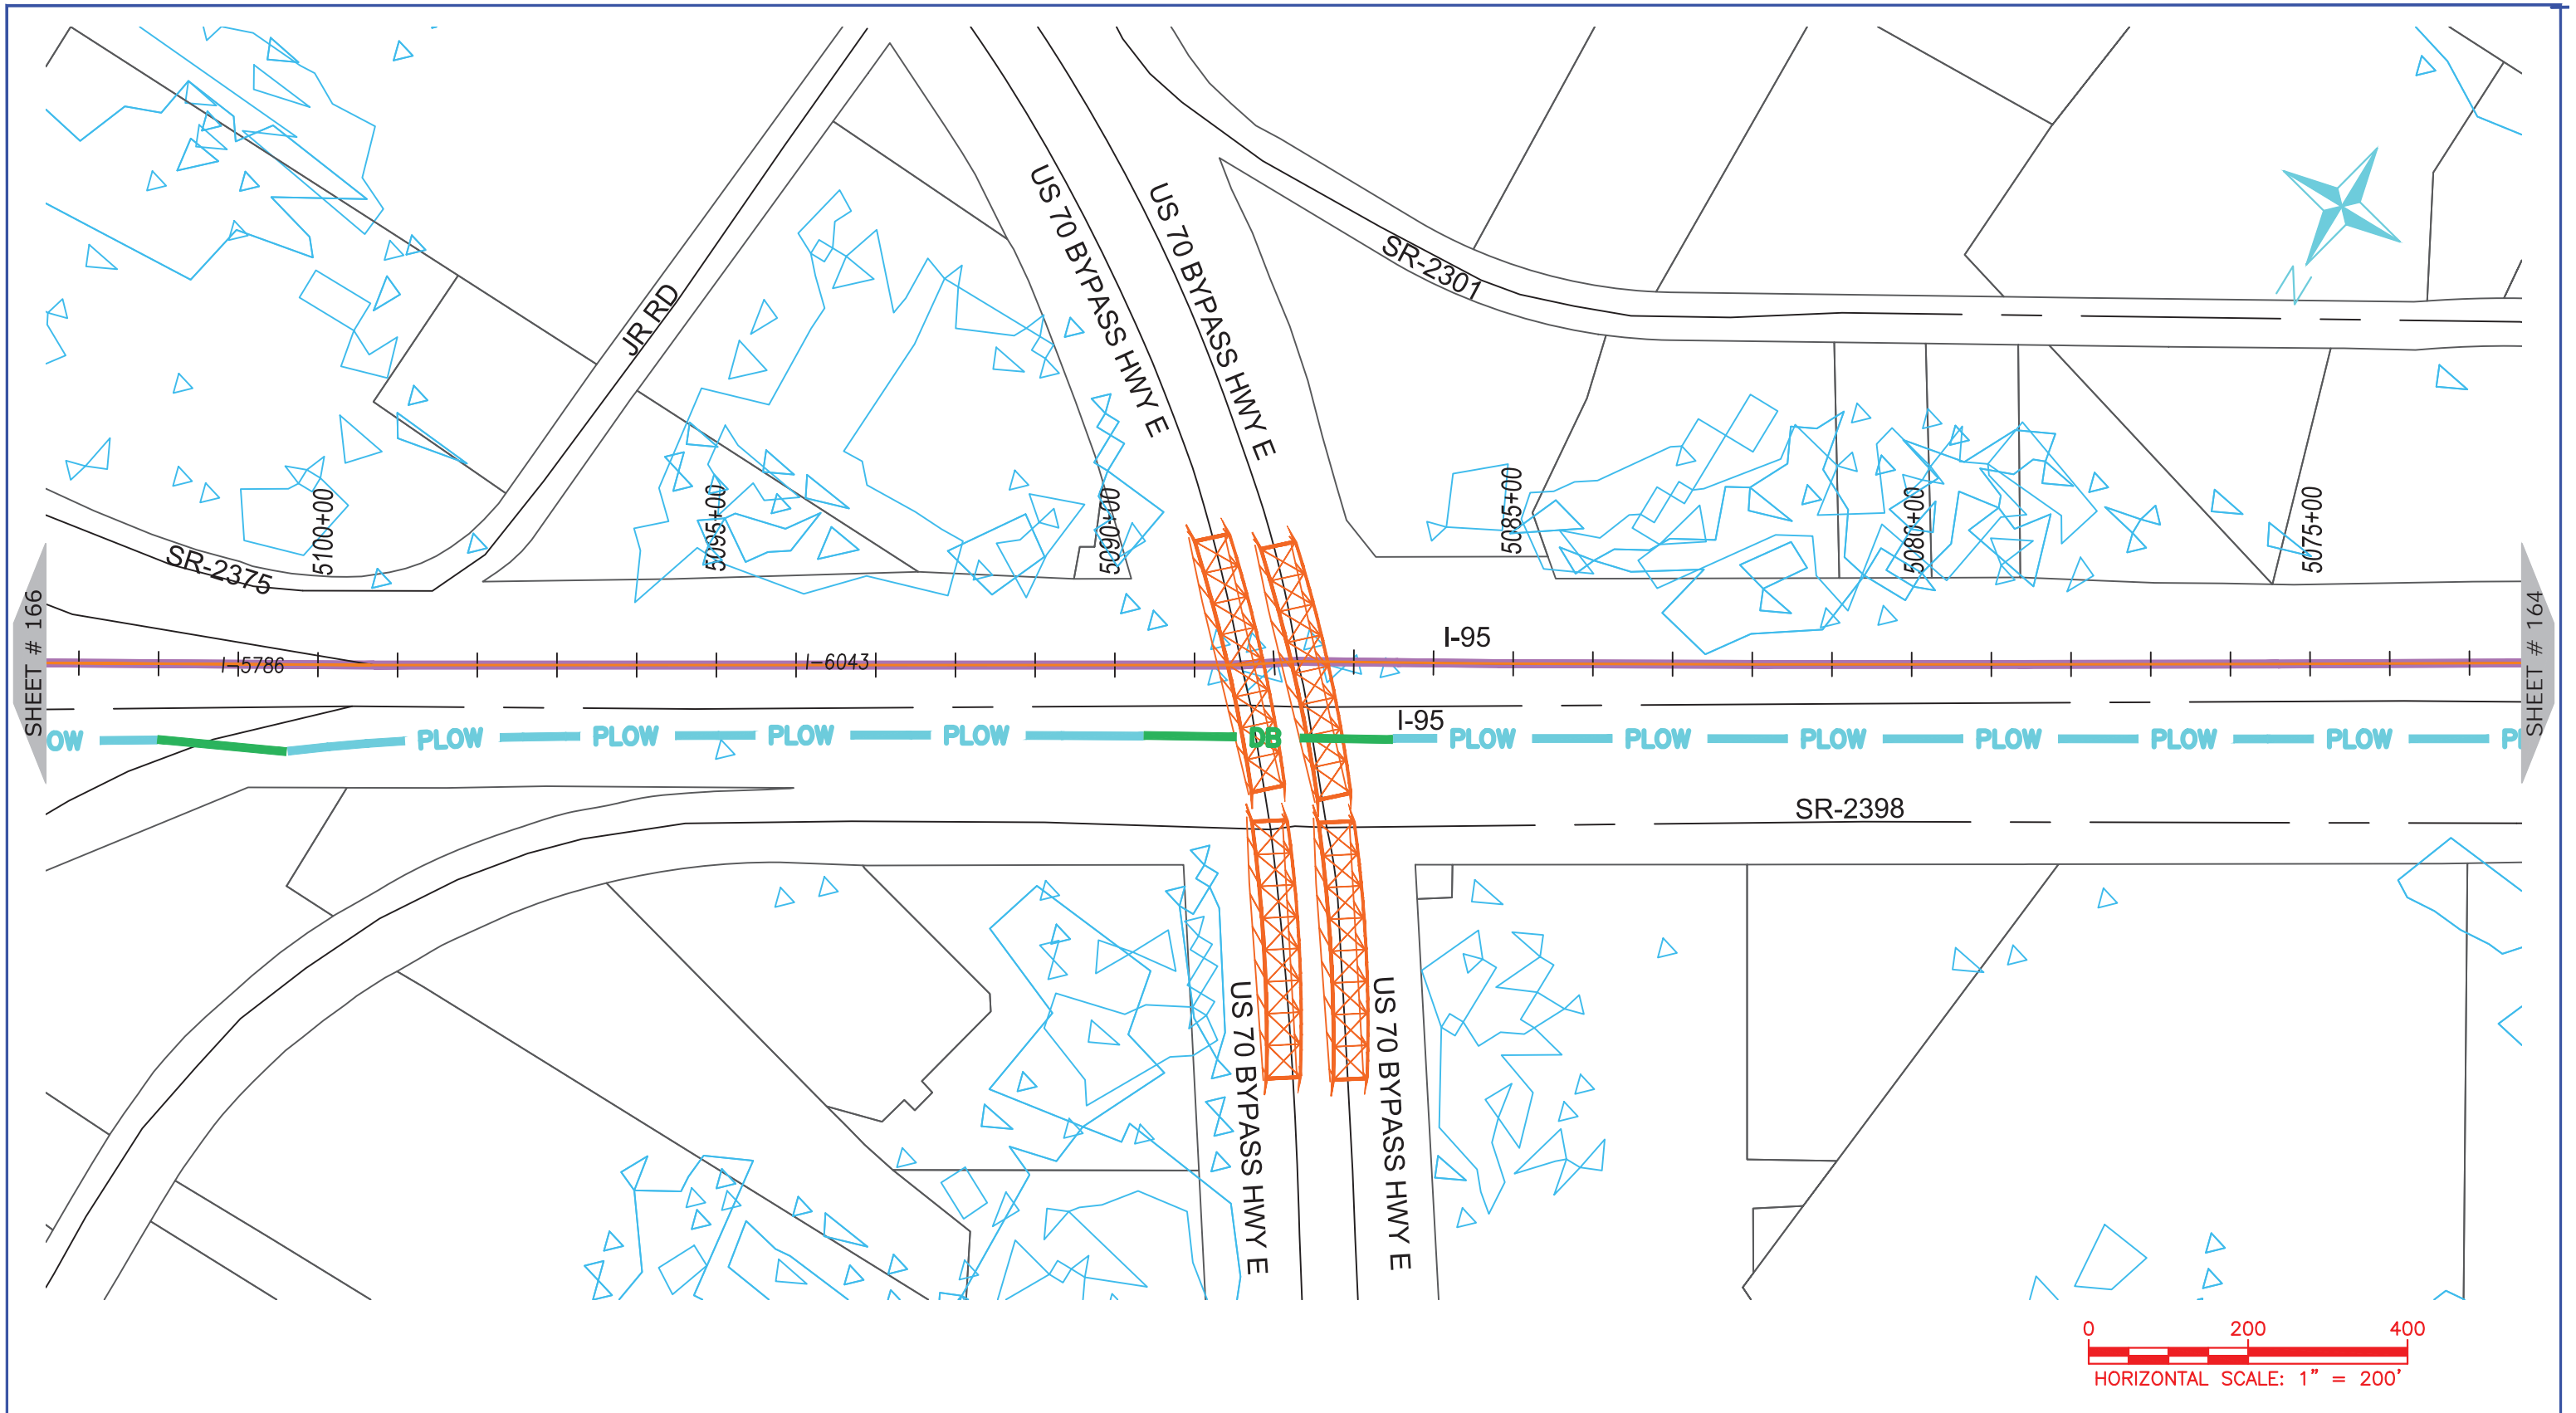 JR RD
US 70 BYPASS HWY E
US 70 BYPASS HWY E
SR-2301
N
SR-2375
5100+00
5095+00
5090+00
5085+00
5080+00
5075+00
SHEET # 166
I-5786
I-6043
I-95
SHEET # 164
I-95
OW
PLOW
PLOW
PLOW
PLOW
DB
PLOW
PLOW
PLOW
PLOW
PLOW
PLOW
PL
SR-2398
US 70 BYPASS HWY E
US 70 BYPASS HWY E
0 200 400
HORIZONTAL SCALE: 1" = 200'